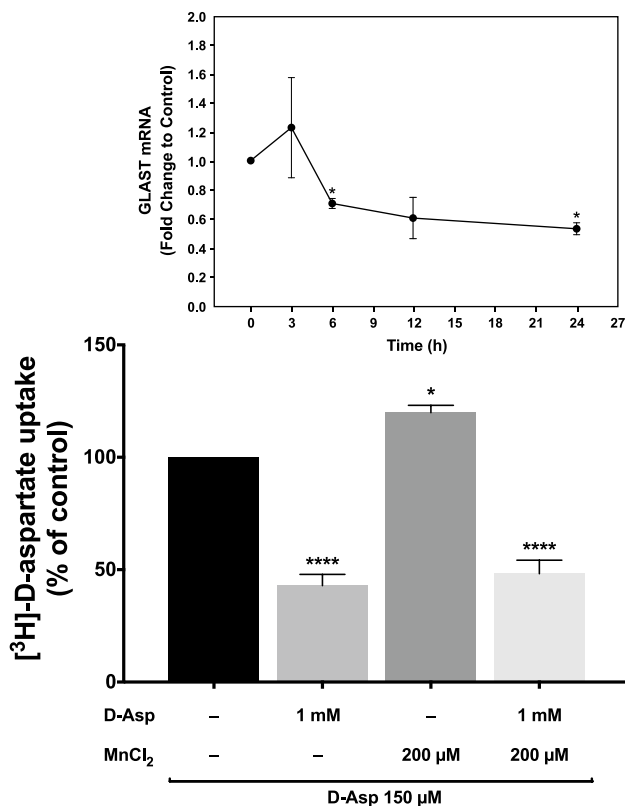 GLAST mRNA
(Fold Change to Control)
2.0
1.8
1.6
1.4
1.2
1.0
0.8
0.6
0.4
0.2
0.0
*
*
0 3 6 9 12 15 18 21 24 27
Time (h)
[³H]-D-aspartate uptake
(% of control)
150
100
50
0
****
*
****
D-Asp – 1 mM – 1 mM
MnCl₂ – – 200 µM 200 µM
D-Asp 150 µM